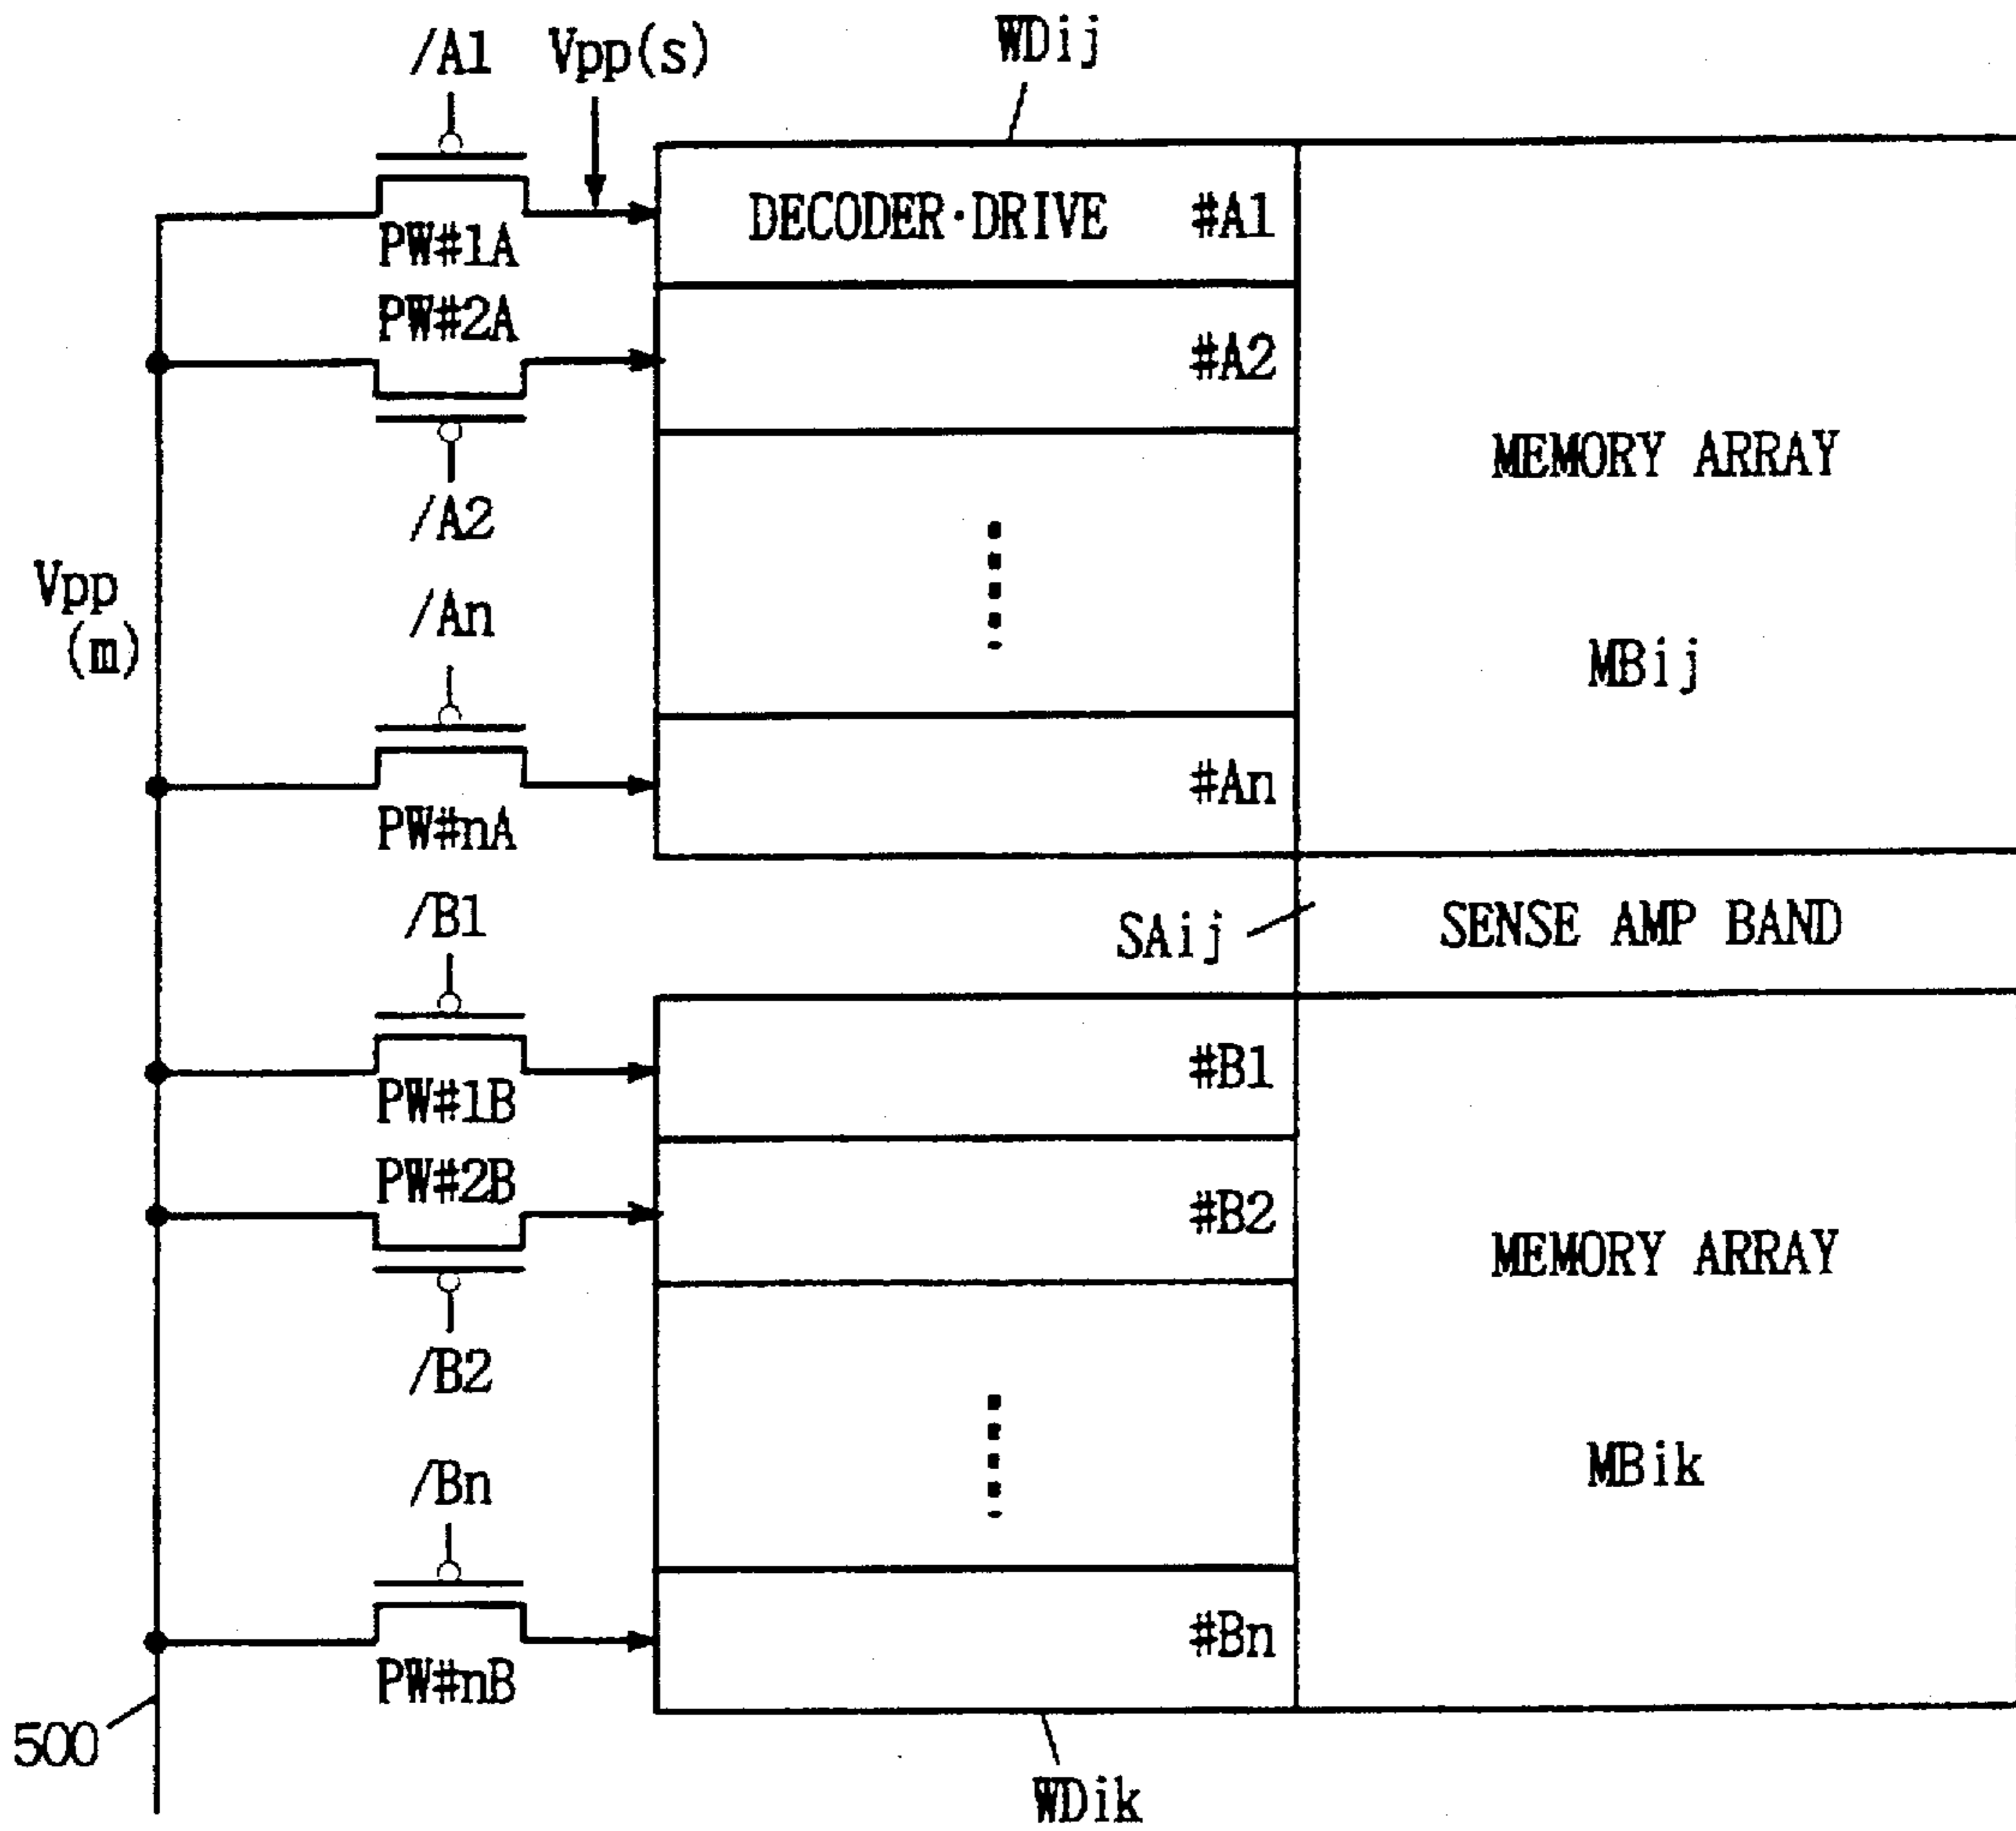 /A1 Vpp(s) WDij
DECODER·DRIVE #A1
PW#1A
PW#2A
#A2
MEMORY ARRAY
/A2
Vpp
(m)
/An
MBij
#An
PW#nA
/B1
SAij SENSE AMP BAND
#B1
PW#1B
PW#2B
#B2
MEMORY ARRAY
/B2
/Bn
MBik
#Bn
PW#nB
500
WDik